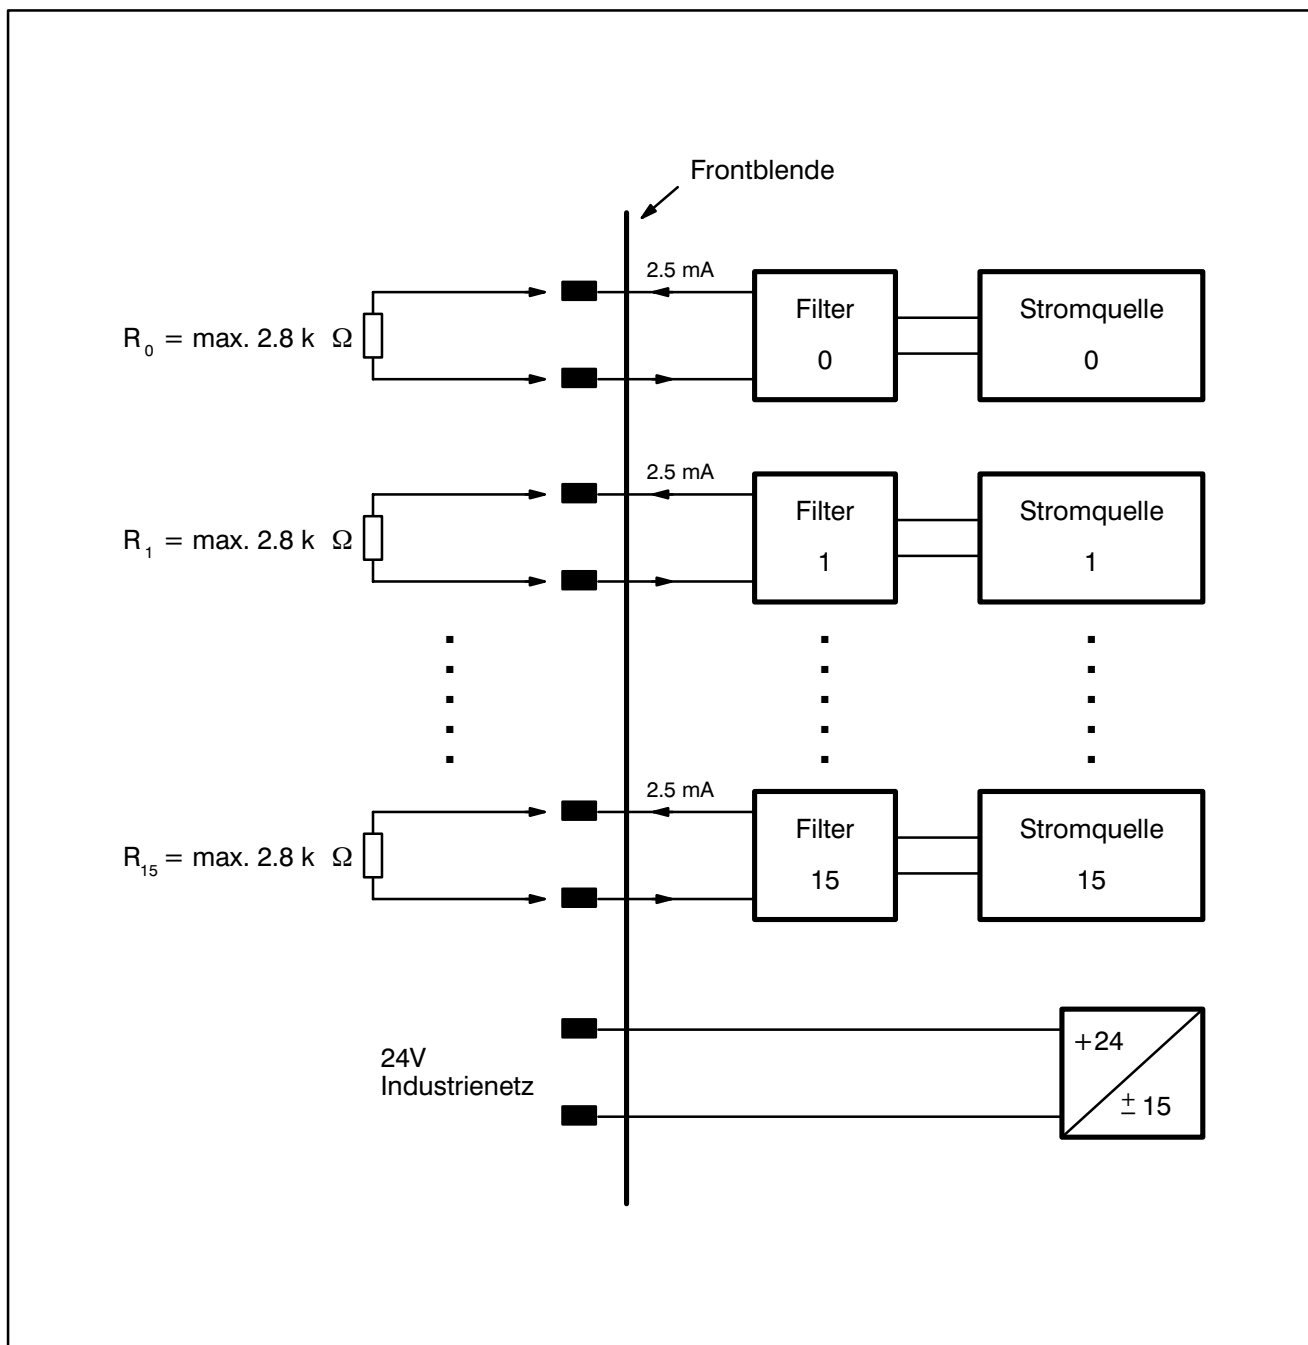 Frontblende
2.5 mA
R0 = max. 2.8 k Ω
Filter
0
Stromquelle
0
2.5 mA
R1 = max. 2.8 k Ω
Filter
1
Stromquelle
1
2.5 mA
R15 = max. 2.8 k Ω
Filter
15
Stromquelle
15
24V
Industrienetz
+24
± 15